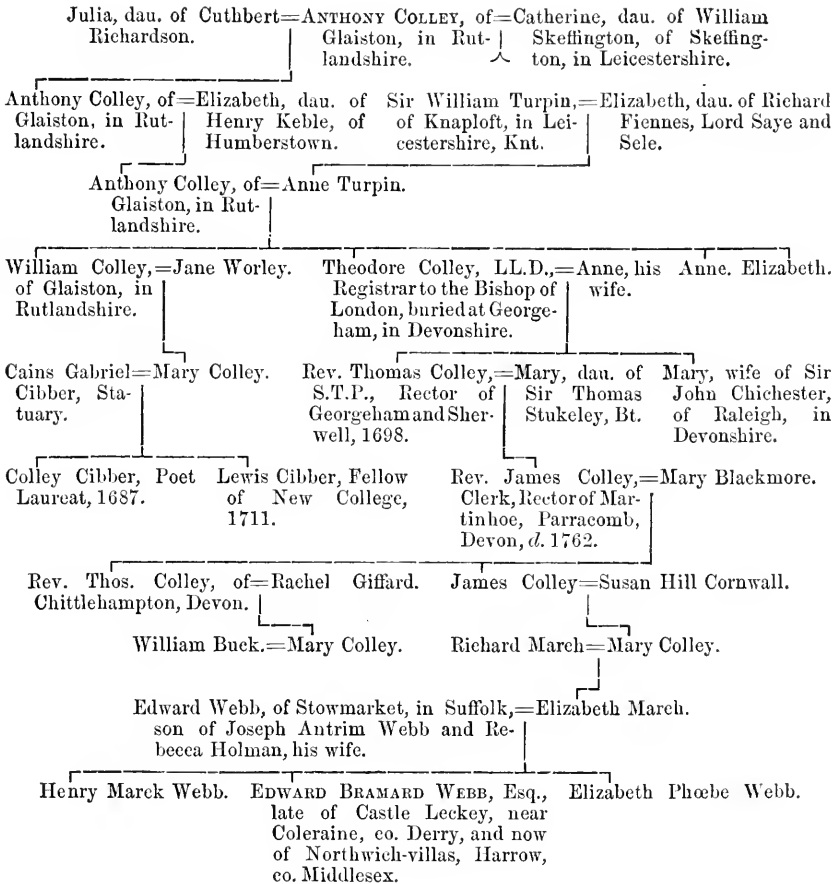 Julia, dau. of Cuthbert=ANTHONY COLLEY, of=Catherine, dau. of William
Richardson. Glaiston, in Rut- Skeffington, of Skeffing-
landshire. ton, in Leicestershire.
Anthony Colley, of=Elizabeth, dau. of Sir William Turpin,=Elizabeth, dau. of Richard
Glaiston, in Rut- Henry Keble, of of Knaploft, in Lei- Fiennes, Lord Saye and
landshire. Humberstown. cestershire, Knt. Sele.
Anthony Colley, of=Anne Turpin.
Glaiston, in Rut-
landshire.
William Colley,=Jane Worley. Theodore Colley, LL.D.,=Anne, his Anne. Elizabeth.
of Glaiston, in Registrar to the Bishop of wife.
Rutlandshire. London, buried at George-
ham, in Devonshire.
Cains Gabriel=Mary Colley. Rev. Thomas Colley,=Mary, dau. of Mary, wife of Sir
Cibber, Sta- S.T.P., Rector of Sir Thomas John Chichester,
tuary. Georgeham and Sher- Stukeley, Bt. of Raleigh, in
well, 1698. Devonshire.
Colley Cibber, Poet Lewis Cibber, Fellow Rev. James Colley,=Mary Blackmore.
Laureat, 1687. of New College, Clerk, Rector of Mar-
1711. tinhoe, Parracomb,
Devon, d. 1762.
Rev. Thos. Colley, of=Rachel Giffard. James Colley=Susan Hill Cornwall.
Chittlehampton, Devon.
William Buck.=Mary Colley. Richard March=Mary Colley.
Edward Webb, of Stowmarket, in Suffolk,=Elizabeth March.
son of Joseph Antrim Webb and Re-
becca Holman, his wife.
Henry Marck Webb. EDWARD BRAMARD WEBB, Esq., Elizabeth Phœbe Webb.
late of Castle Leckey, near
Coleraine, co. Derry, and now
of Northwich-villas, Harrow,
co. Middlesex.